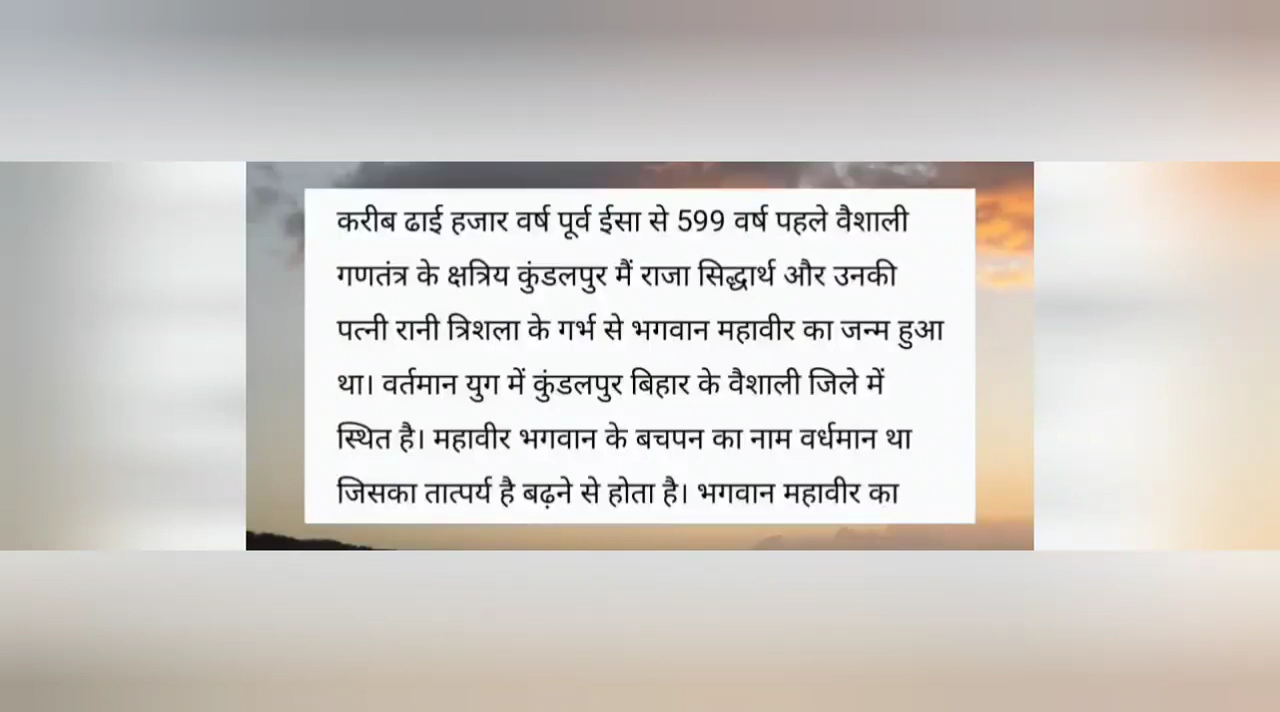 करीब ढाई हजार वर्ष पूर्व ईसा से 599 वर्ष पहले वैशाली
गणतंत्र के क्षत्रिय कुंडलपुर मैं राजा सिद्धार्थ और उनकी
पत्नी रानी त्रिशला के गर्भ से भगवान महावीर का जन्म हुआ
था। वर्तमान युग में कुंडलपुर बिहार के वैशाली जिले में
स्थित है। महावीर भगवान के बचपन का नाम वर्धमान था
जिसका तात्पर्य है बढ़ने से होता है। भगवान महावीर का